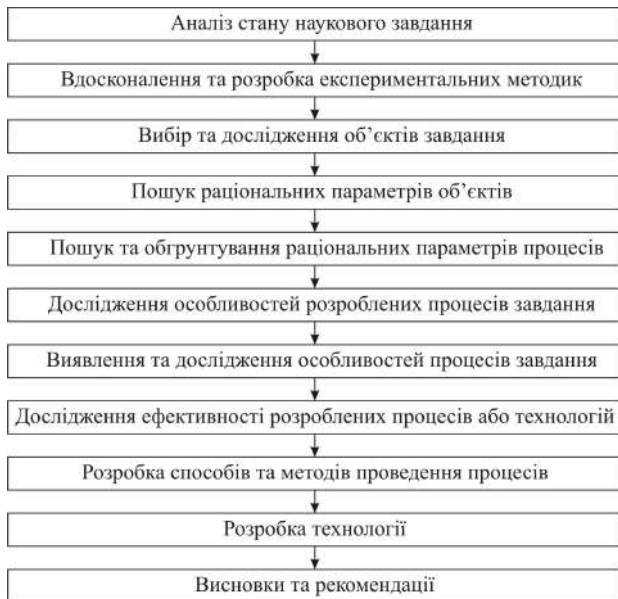 Аналіз стану наукового завдання
Вдосконалення та розробка експериментальних методик
Вибір та дослідження об’єктів завдання
Пошук раціональних параметрів об’єктів
Пошук та обгрунтування раціональних параметрів процесів
Дослідження особливостей розроблених процесів завдання
Виявлення та дослідження особливостей процесів завдання
Дослідження ефективності розроблених процесів або технологій
Розробка способів та методів проведення процесів
Розробка технології
Висновки та рекомендації